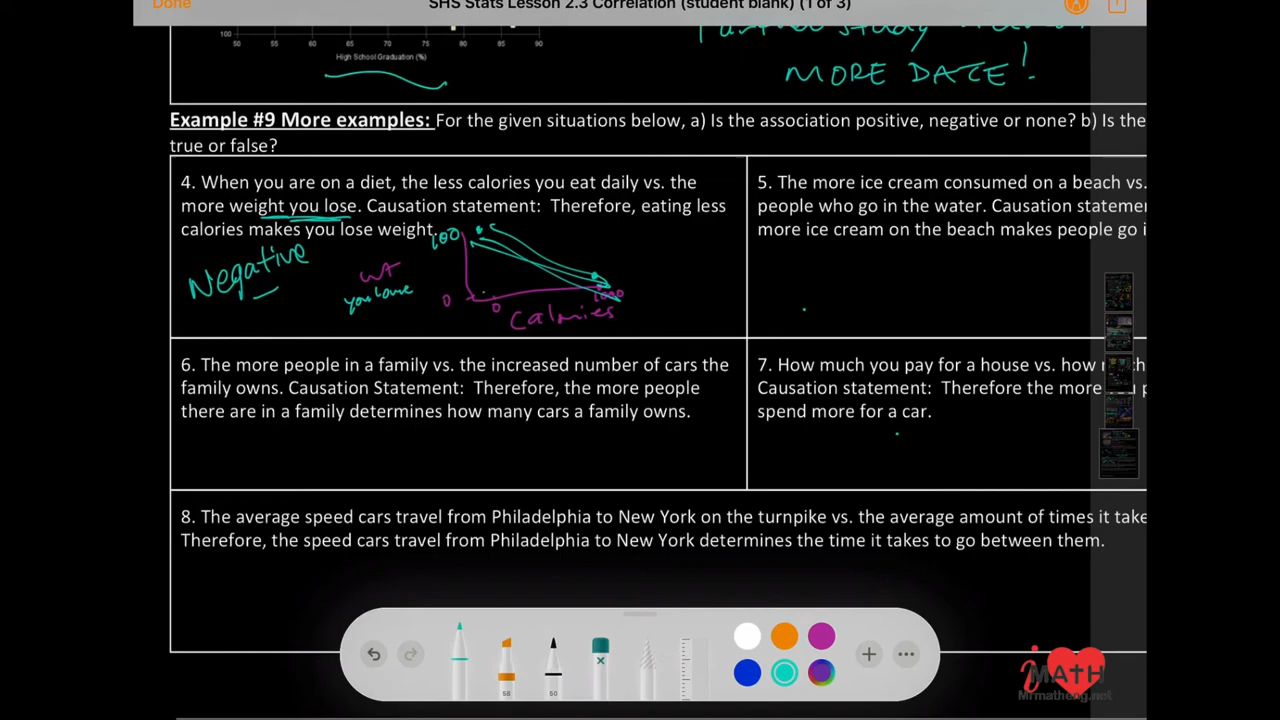 Done
SHS Stats Lesson 2.3 Correlation (student blank) (1 of 3)
100
50 55 60 65 70 75 80 85 90
High School Graduation (%)
MORE DATE!
Example #9 More examples: For the given situations below, a) Is the association positive, negative or none? b) Is the
true or false?
4. When you are on a diet, the less calories you eat daily vs. the
more weight you lose. Causation statement: Therefore, eating less
calories makes you lose weight.
Negative
100
wt
you lose
0
0
1000
Calories
5. The more ice cream consumed on a beach vs.
people who go in the water. Causation stateme
more ice cream on the beach makes people go i
6. The more people in a family vs. the increased number of cars the
family owns. Causation Statement: Therefore, the more people
there are in a family determines how many cars a family owns.
7. How much you pay for a house vs. how
Causation statement: Therefore the more
spend more for a car.
8. The average speed cars travel from Philadelphia to New York on the turnpike vs. the average amount of times it take
Therefore, the speed cars travel from Philadelphia to New York determines the time it takes to go between them.
56
50
i MATH
Mrmatheng.net